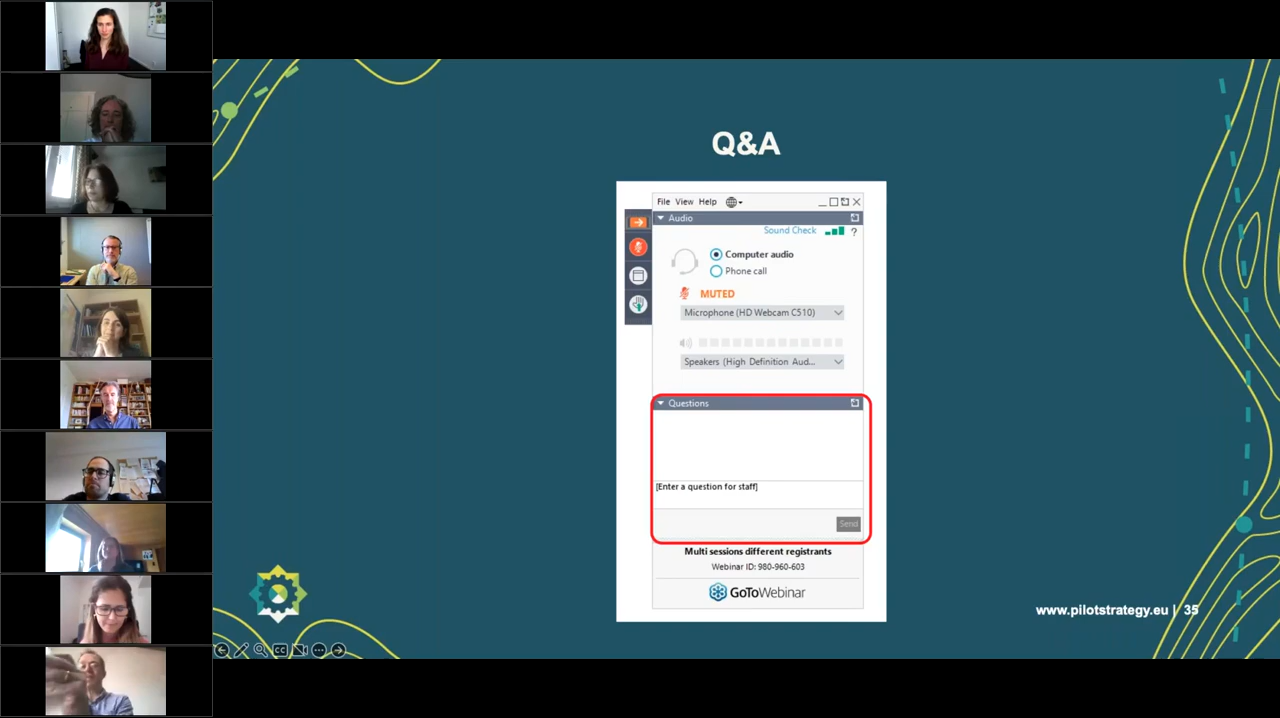 Q&A
File View Help
Audio
Sound Check
?
Computer audio
Phone call
MUTED
Microphone (HD Webcam C510)
Speakers (High Definition Aud...
Questions
[Enter a question for staff]
Send
Multi sessions different registrants
Webinar ID: 980-960-603
GoToWebinar
www.pilotstrategy.eu | 35
CC